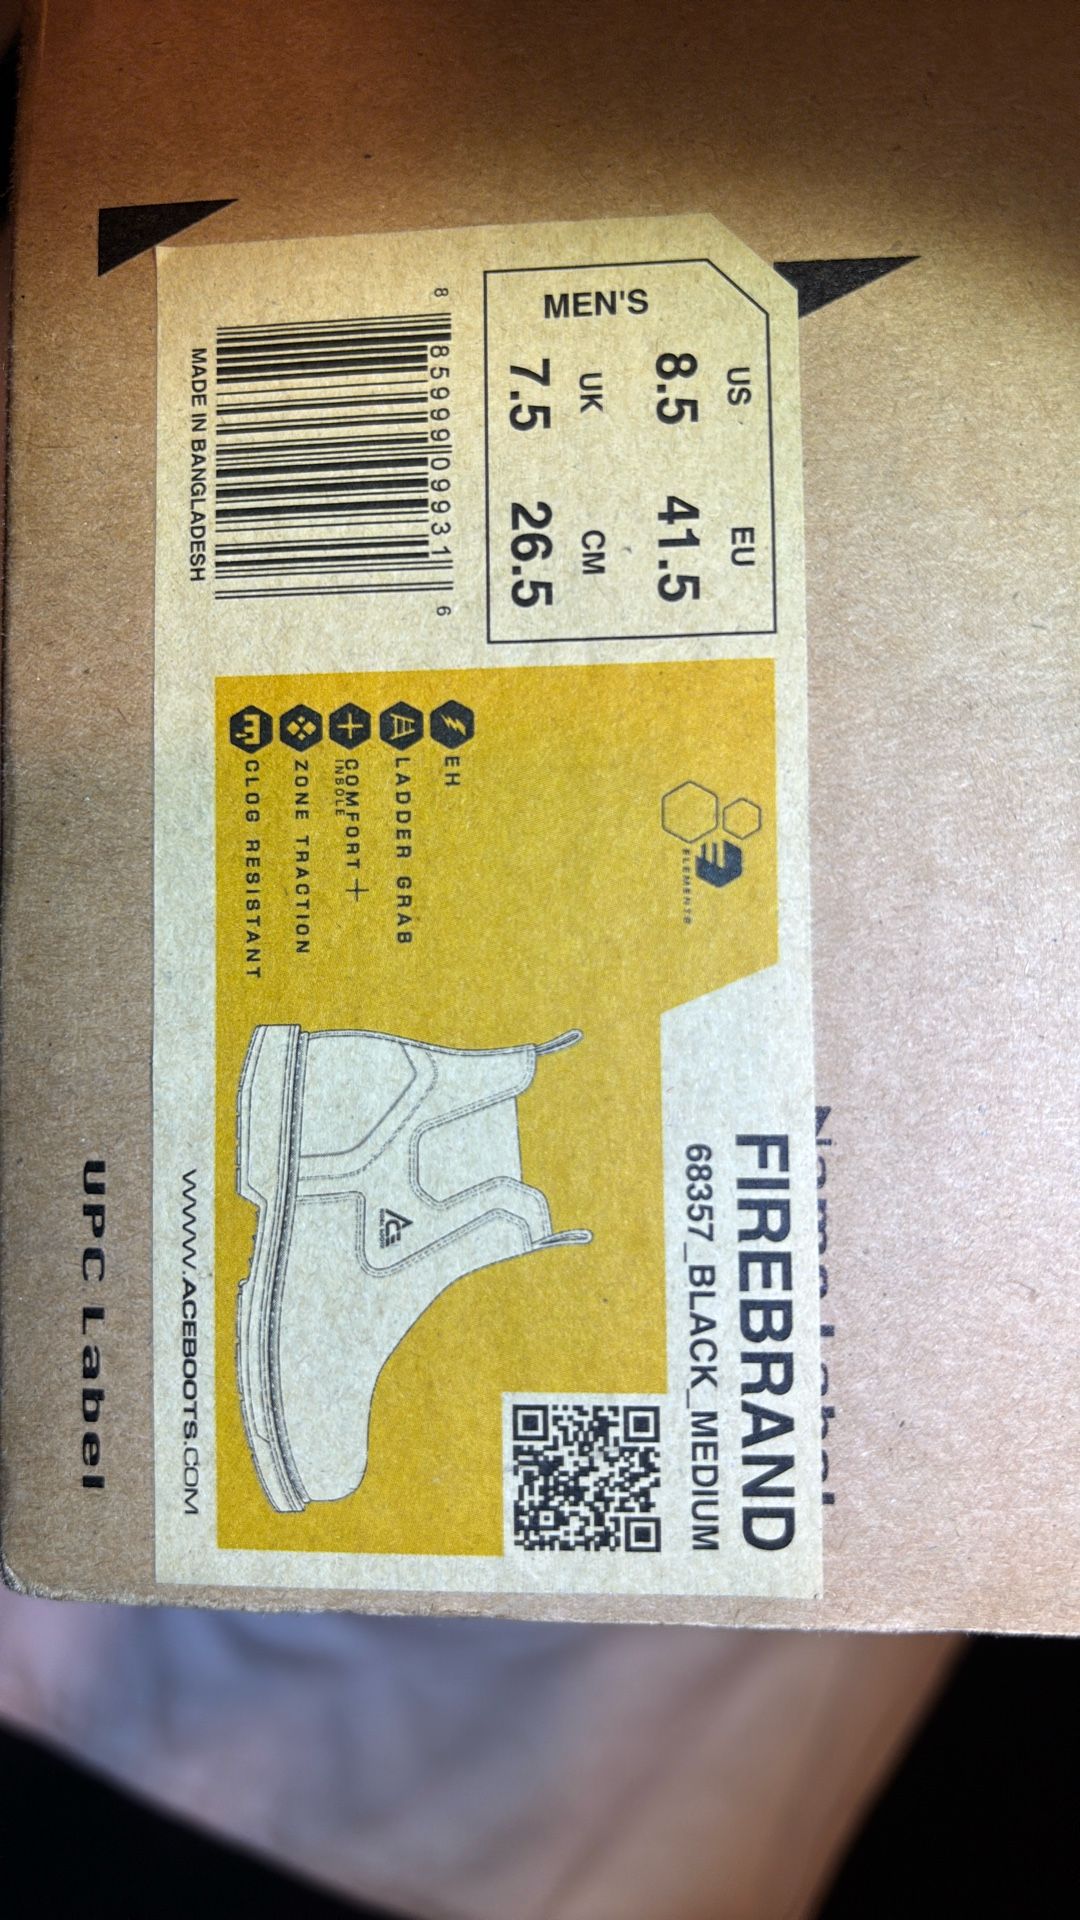 FIREBRAND
68357_BLACK_MEDIUM
ELEMENTS
MEN'S
US EU
8.5 41.5
UK CM
7.5 26.5
8 85999 09931 6
MADE IN BANGLADESH
EH
LADDER GRAB
COMFORT+
INSOLE
ZONE TRACTION
CLOG RESISTANT
ACE
WWW.ACEBOOTS.COM
UPC Label